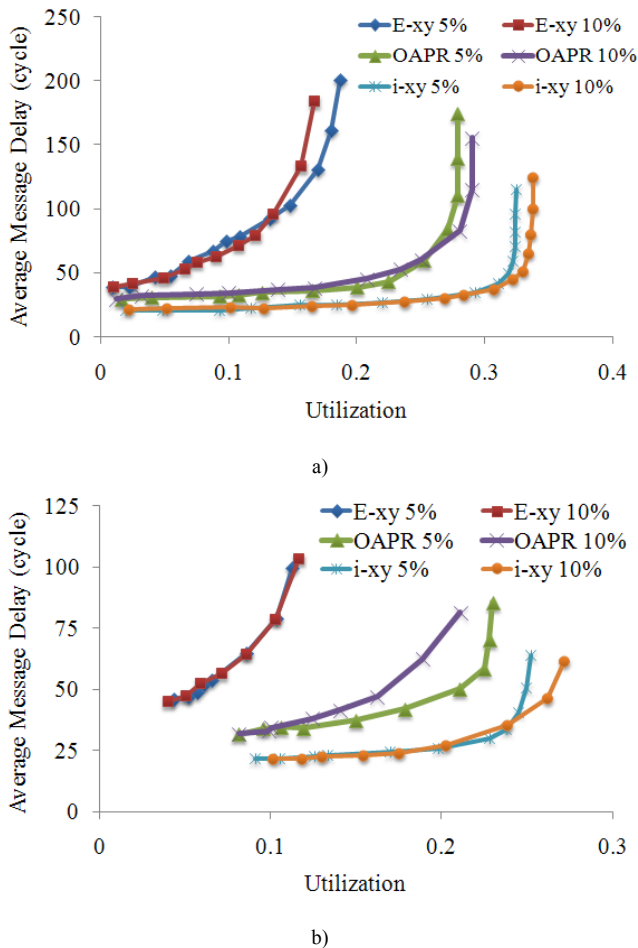 250
200
150
100
50
0
Average Message Delay (cycle)
E-xy 5% E-xy 10%
OAPR 5% OAPR 10%
i-xy 5% i-xy 10%
0 0.1 0.2 0.3 0.4
Utilization
a)
125
100
75
50
25
0
Average Message Delay (cycle)
E-xy 5% E-xy 10%
OAPR 5% OAPR 10%
i-xy 5% i-xy 10%
0 0.1 0.2 0.3
Utilization
b)